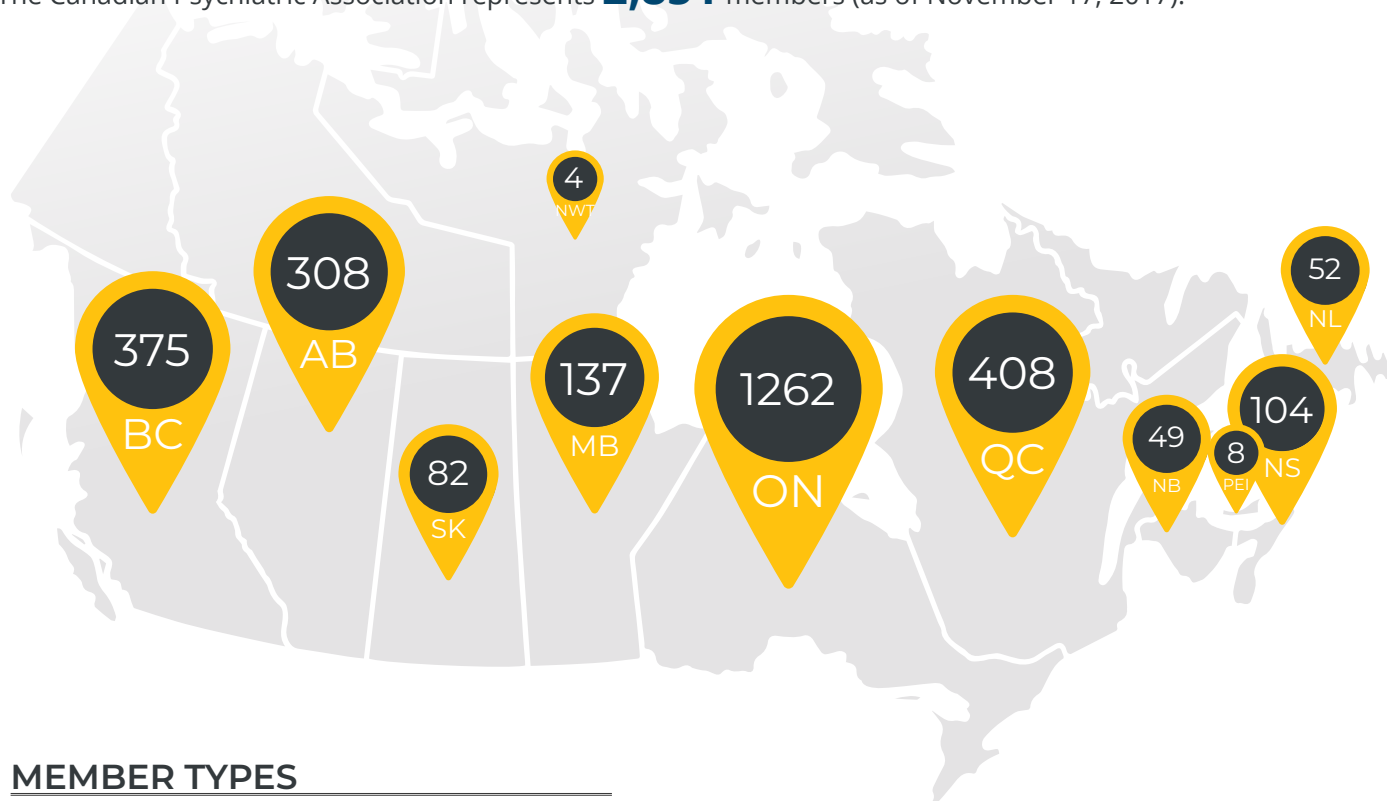 The Canadian Psychiatric Association represents members (as of November 17, 2017).
4
NWT
308
AB
52
NL
375
BC
137
MB
1262
ON
408
QC
104
NS
49
NB
8
PEI
82
SK
MEMBER TYPES